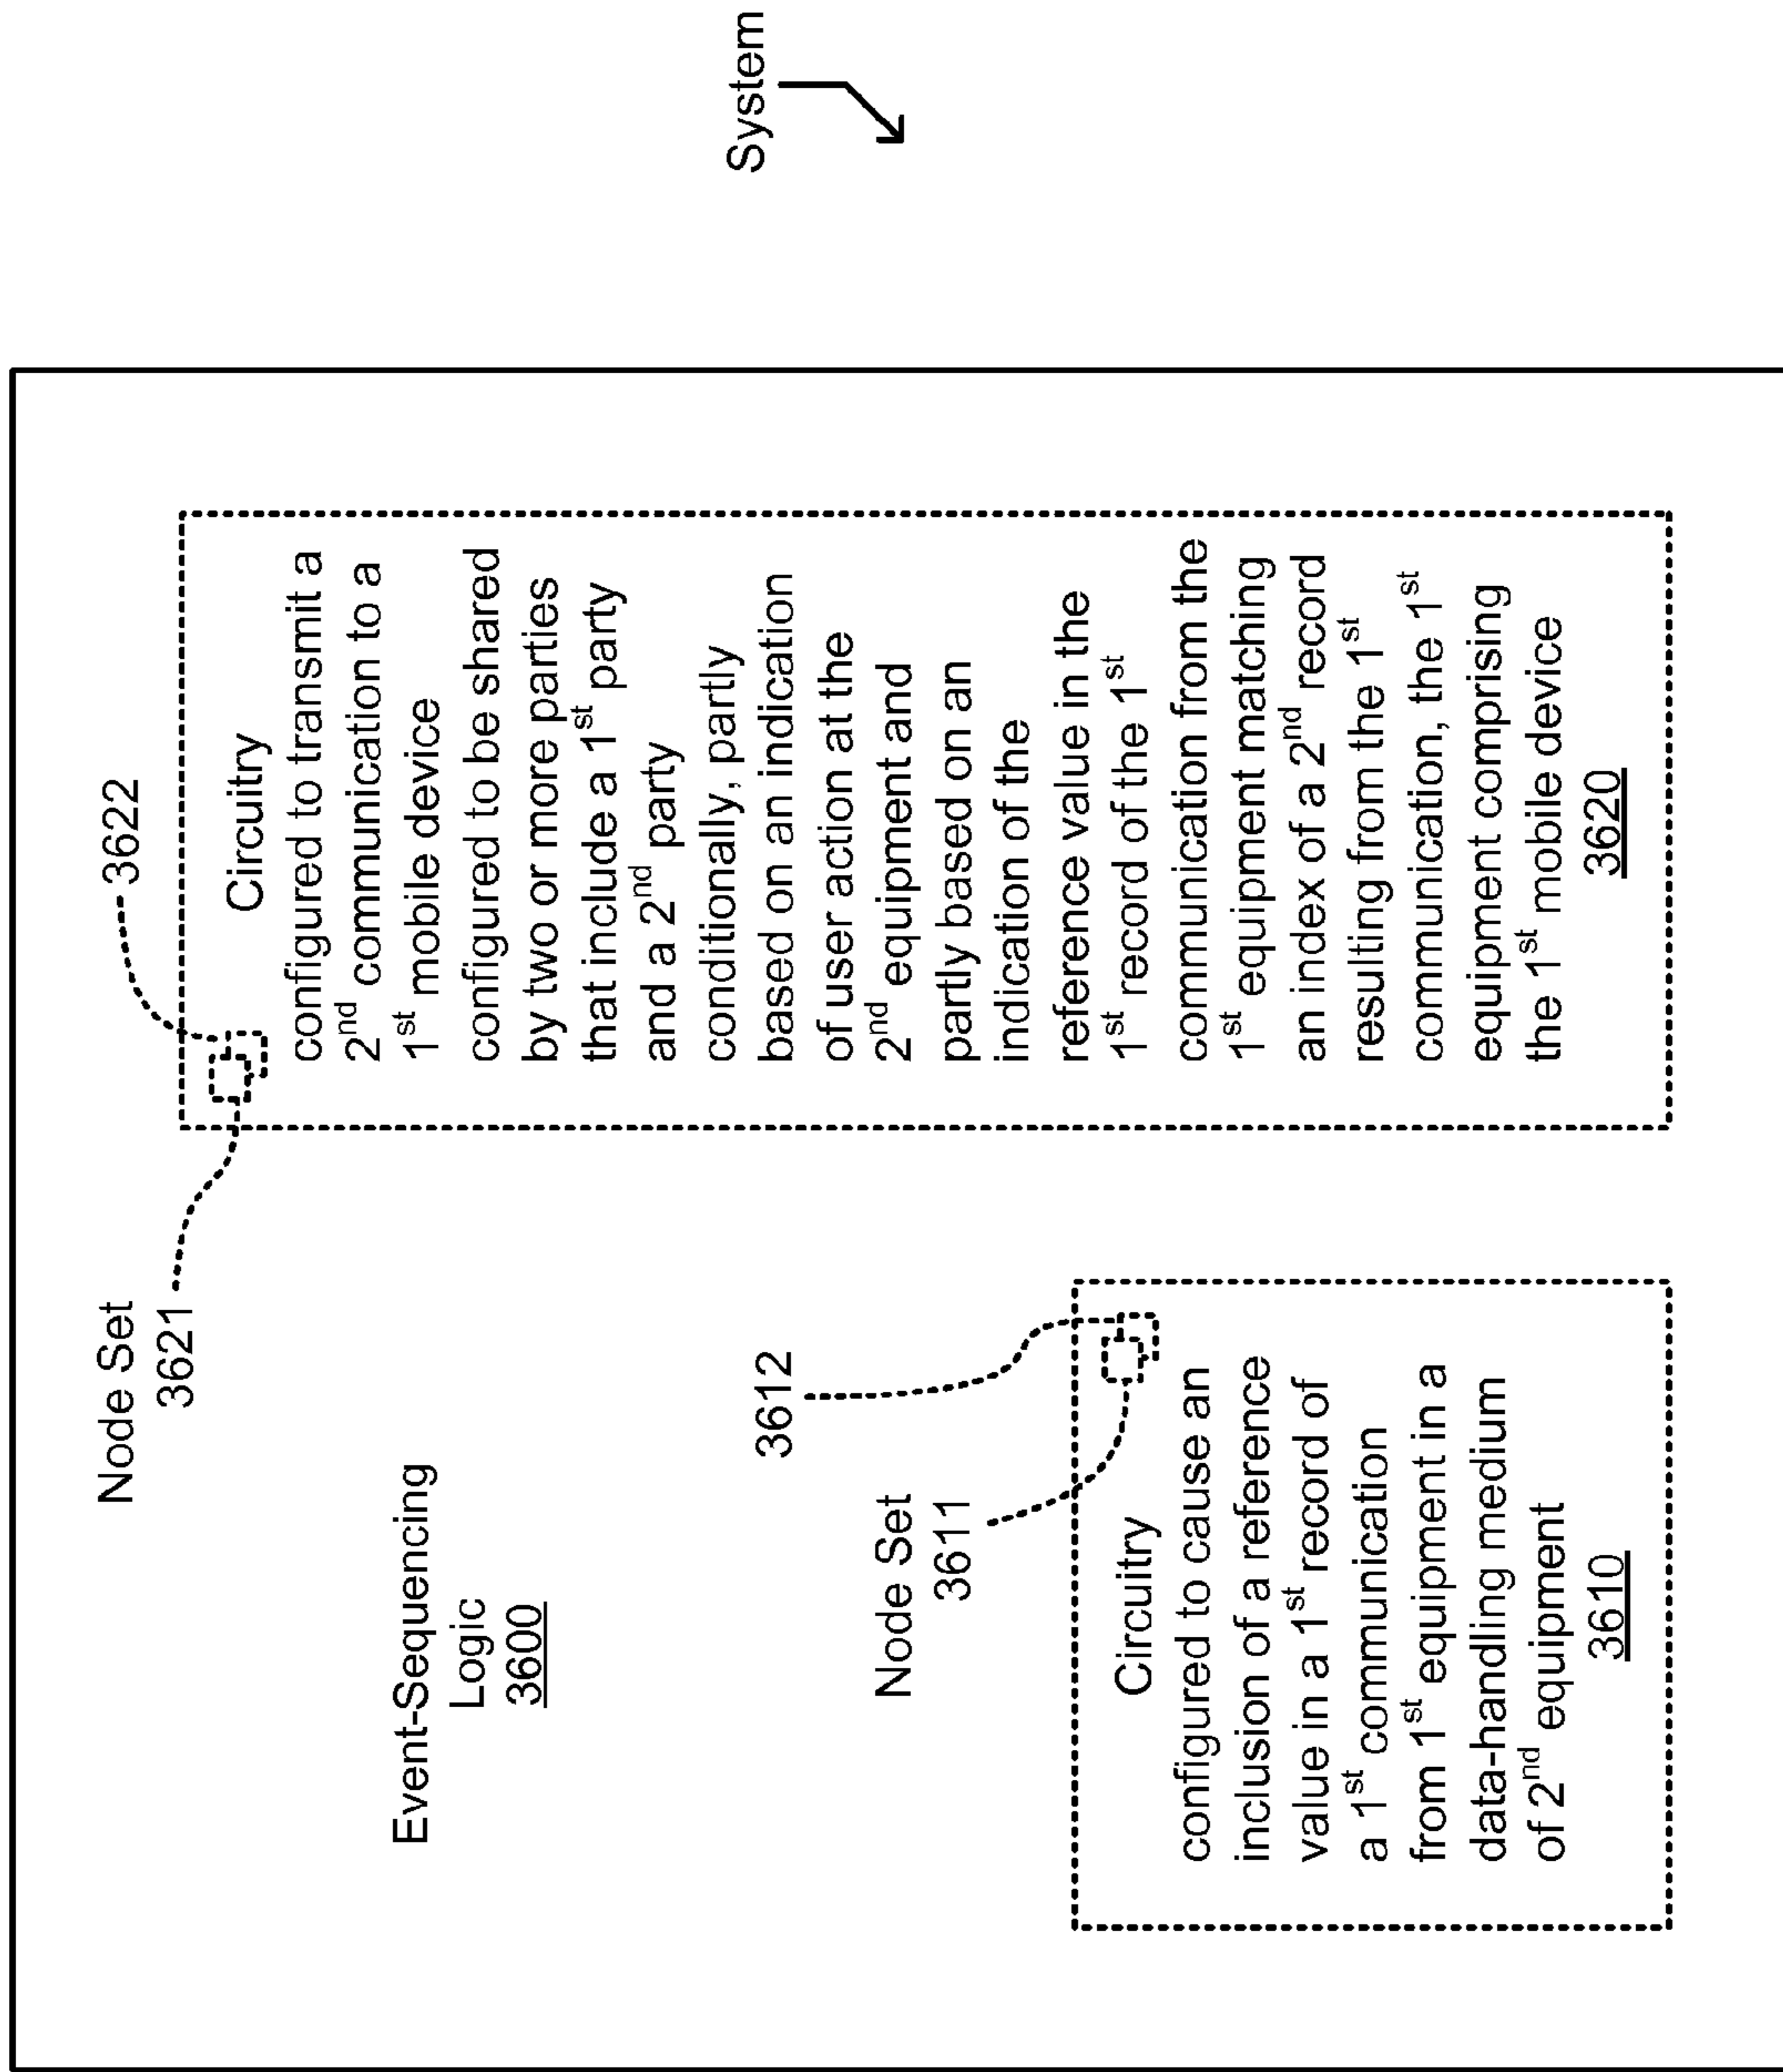 System
Node Set
3621
3622
Circuitry
configured to transmit a
2nd communication to a
1st mobile device
configured to be shared
by two or more parties
that include a 1st party
and a 2nd party
conditionally, partly
based on an indication
of user action at the
2nd equipment and
partly based on an
indication of the
reference value in the
1st record of the 1st
communication from the
1st equipment matching
an index of a 2nd record
resulting from the 1st
communication, the 1st
equipment comprising
the 1st mobile device
3620
Event-Sequencing
Logic
3600
Node Set
3611
3612
Circuitry
configured to cause an
inclusion of a reference
value in a 1st record of
a 1st communication
from 1st equipment in a
data-handling medium
of 2nd equipment
3610